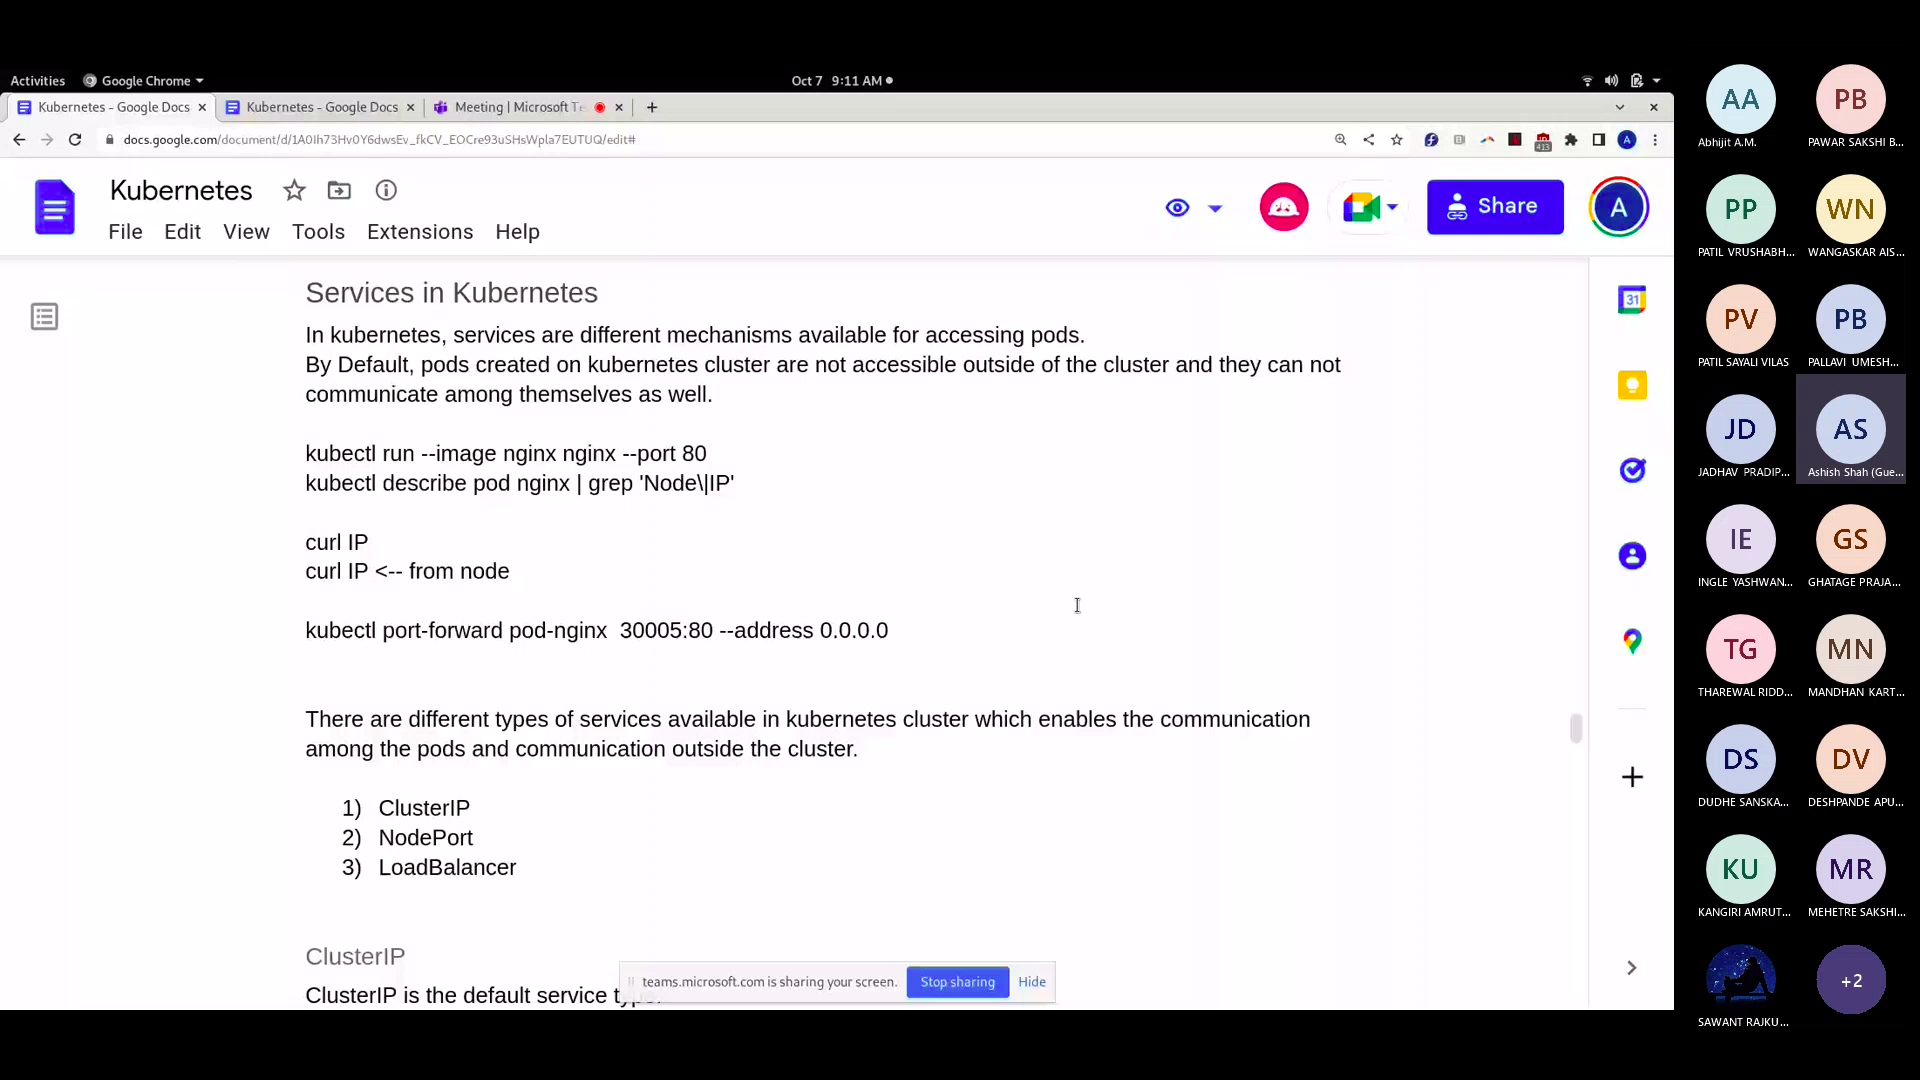 Activities Google Chrome Oct 7 9:11 AM
Kubernetes - Google Docs Kubernetes - Google Docs Meeting | Microsoft Te
docs.google.com/document/d/1A0Ih73Hv0Y6dwsEv_fkCV_EOCre93uSHsWpla7EUTUQ/edit#
413
Kubernetes
File Edit View Tools Extensions Help
Share
A
31
Services in Kubernetes
In kubernetes, services are different mechanisms available for accessing pods.
By Default, pods created on kubernetes cluster are not accessible outside of the cluster and they can not
communicate among themselves as well.
kubectl run --image nginx nginx --port 80
kubectl describe pod nginx | grep 'Node\|IP'
curl IP
curl IP <-- from node
kubectl port-forward pod-nginx 30005:80 --address 0.0.0.0
There are different types of services available in kubernetes cluster which enables the communication
among the pods and communication outside the cluster.
1) ClusterIP
2) NodePort
3) LoadBalancer
ClusterIP
ClusterIP is the default service type.
teams.microsoft.com is sharing your screen. Stop sharing Hide
AA PB
Abhijit A.M. PAWAR SAKSHI B...
PP WN
PATIL VRUSHABH... WANGASKAR AIS...
PV PB
PATIL SAYALI VILAS PALLAVI UMESH...
JD AS
JADHAV PRADIP... Ashish Shah (Gue...
IE GS
INGLE YASHWAN... GHATAGE PRAJA...
TG MN
THAREWAL RIDD... MANDHAN KART...
DS DV
DUDHE SANSKA... DESHPANDE APU...
KU MR
KANGIRI AMRUT... MEHETRE SAKSHI...
+2
SAWANT RAJKU...